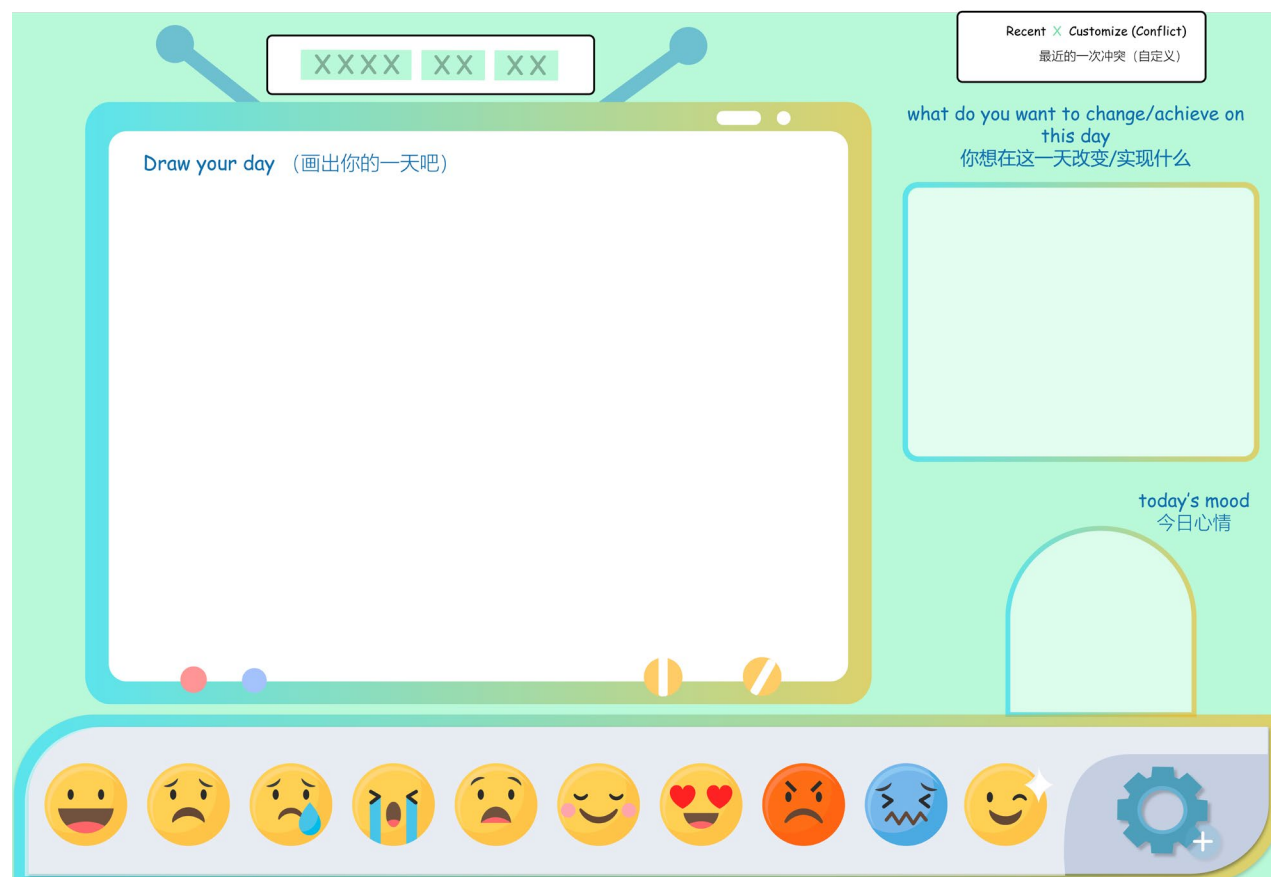 XXXX XX XX
Recent X Customize (Conflict)
最近的一次冲突（自定义）
Draw your day （画出你的一天吧）
what do you want to change/achieve on
this day
你想在这一天改变/实现什么
today's mood
今日心情